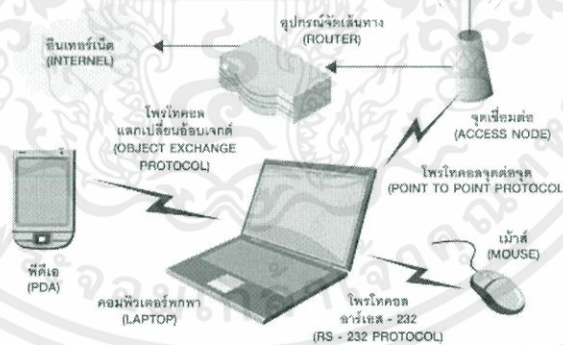 อุปกรณ์จัดเส้นทาง
(ROUTER)
อินเทอร์เน็ต
(INTERNEL)
โพรโทคอล
แลกเปลี่ยนอ็อบเจกต์
(OBJECT EXCHANGE
PROTOCOL)
จุดเชื่อมต่อ
(ACCESS NODE)
โพรโทคอลจุดต่อจุด
(POINT TO POINT PROTOCOL
เม้าส์
(MOUSE)
พีดีเอ
(PDA)
คอมพิวเตอร์พกพา
(LAPTOP)
โพรโทคอล
อาร์เอส - 232
(RS - 232 PROTOCOL)